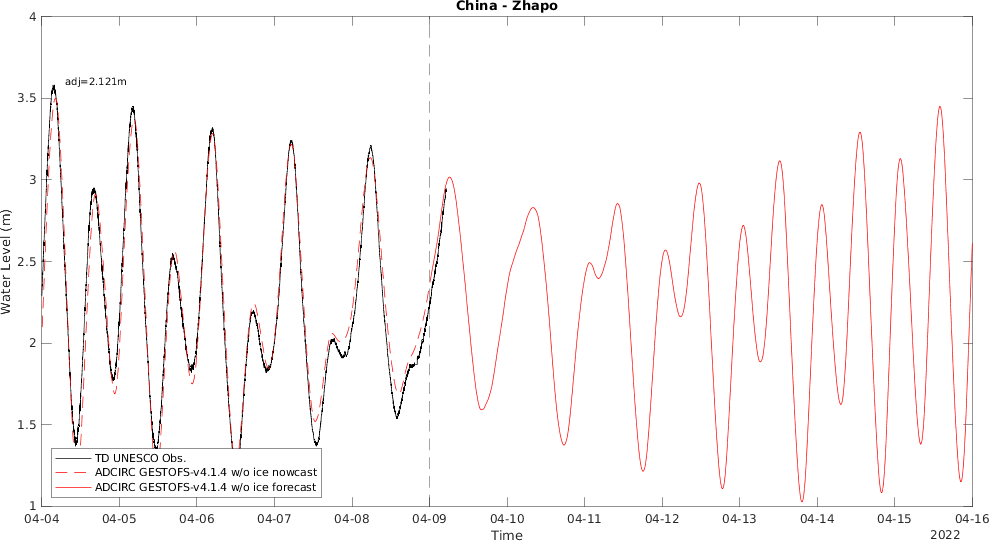 China - Zhapo
adj=2.121m
4
3.5
3
2.5
2
1.5
1
Water Level (m)
TD UNESCO Obs.
ADCIRC GESTOFS-v4.1.4 w/o ice nowcast
ADCIRC GESTOFS-v4.1.4 w/o ice forecast
04-04 04-05 04-06 04-07 04-08 04-09 04-10 04-11 04-12 04-13 04-14 04-15 04-16
Time
2022